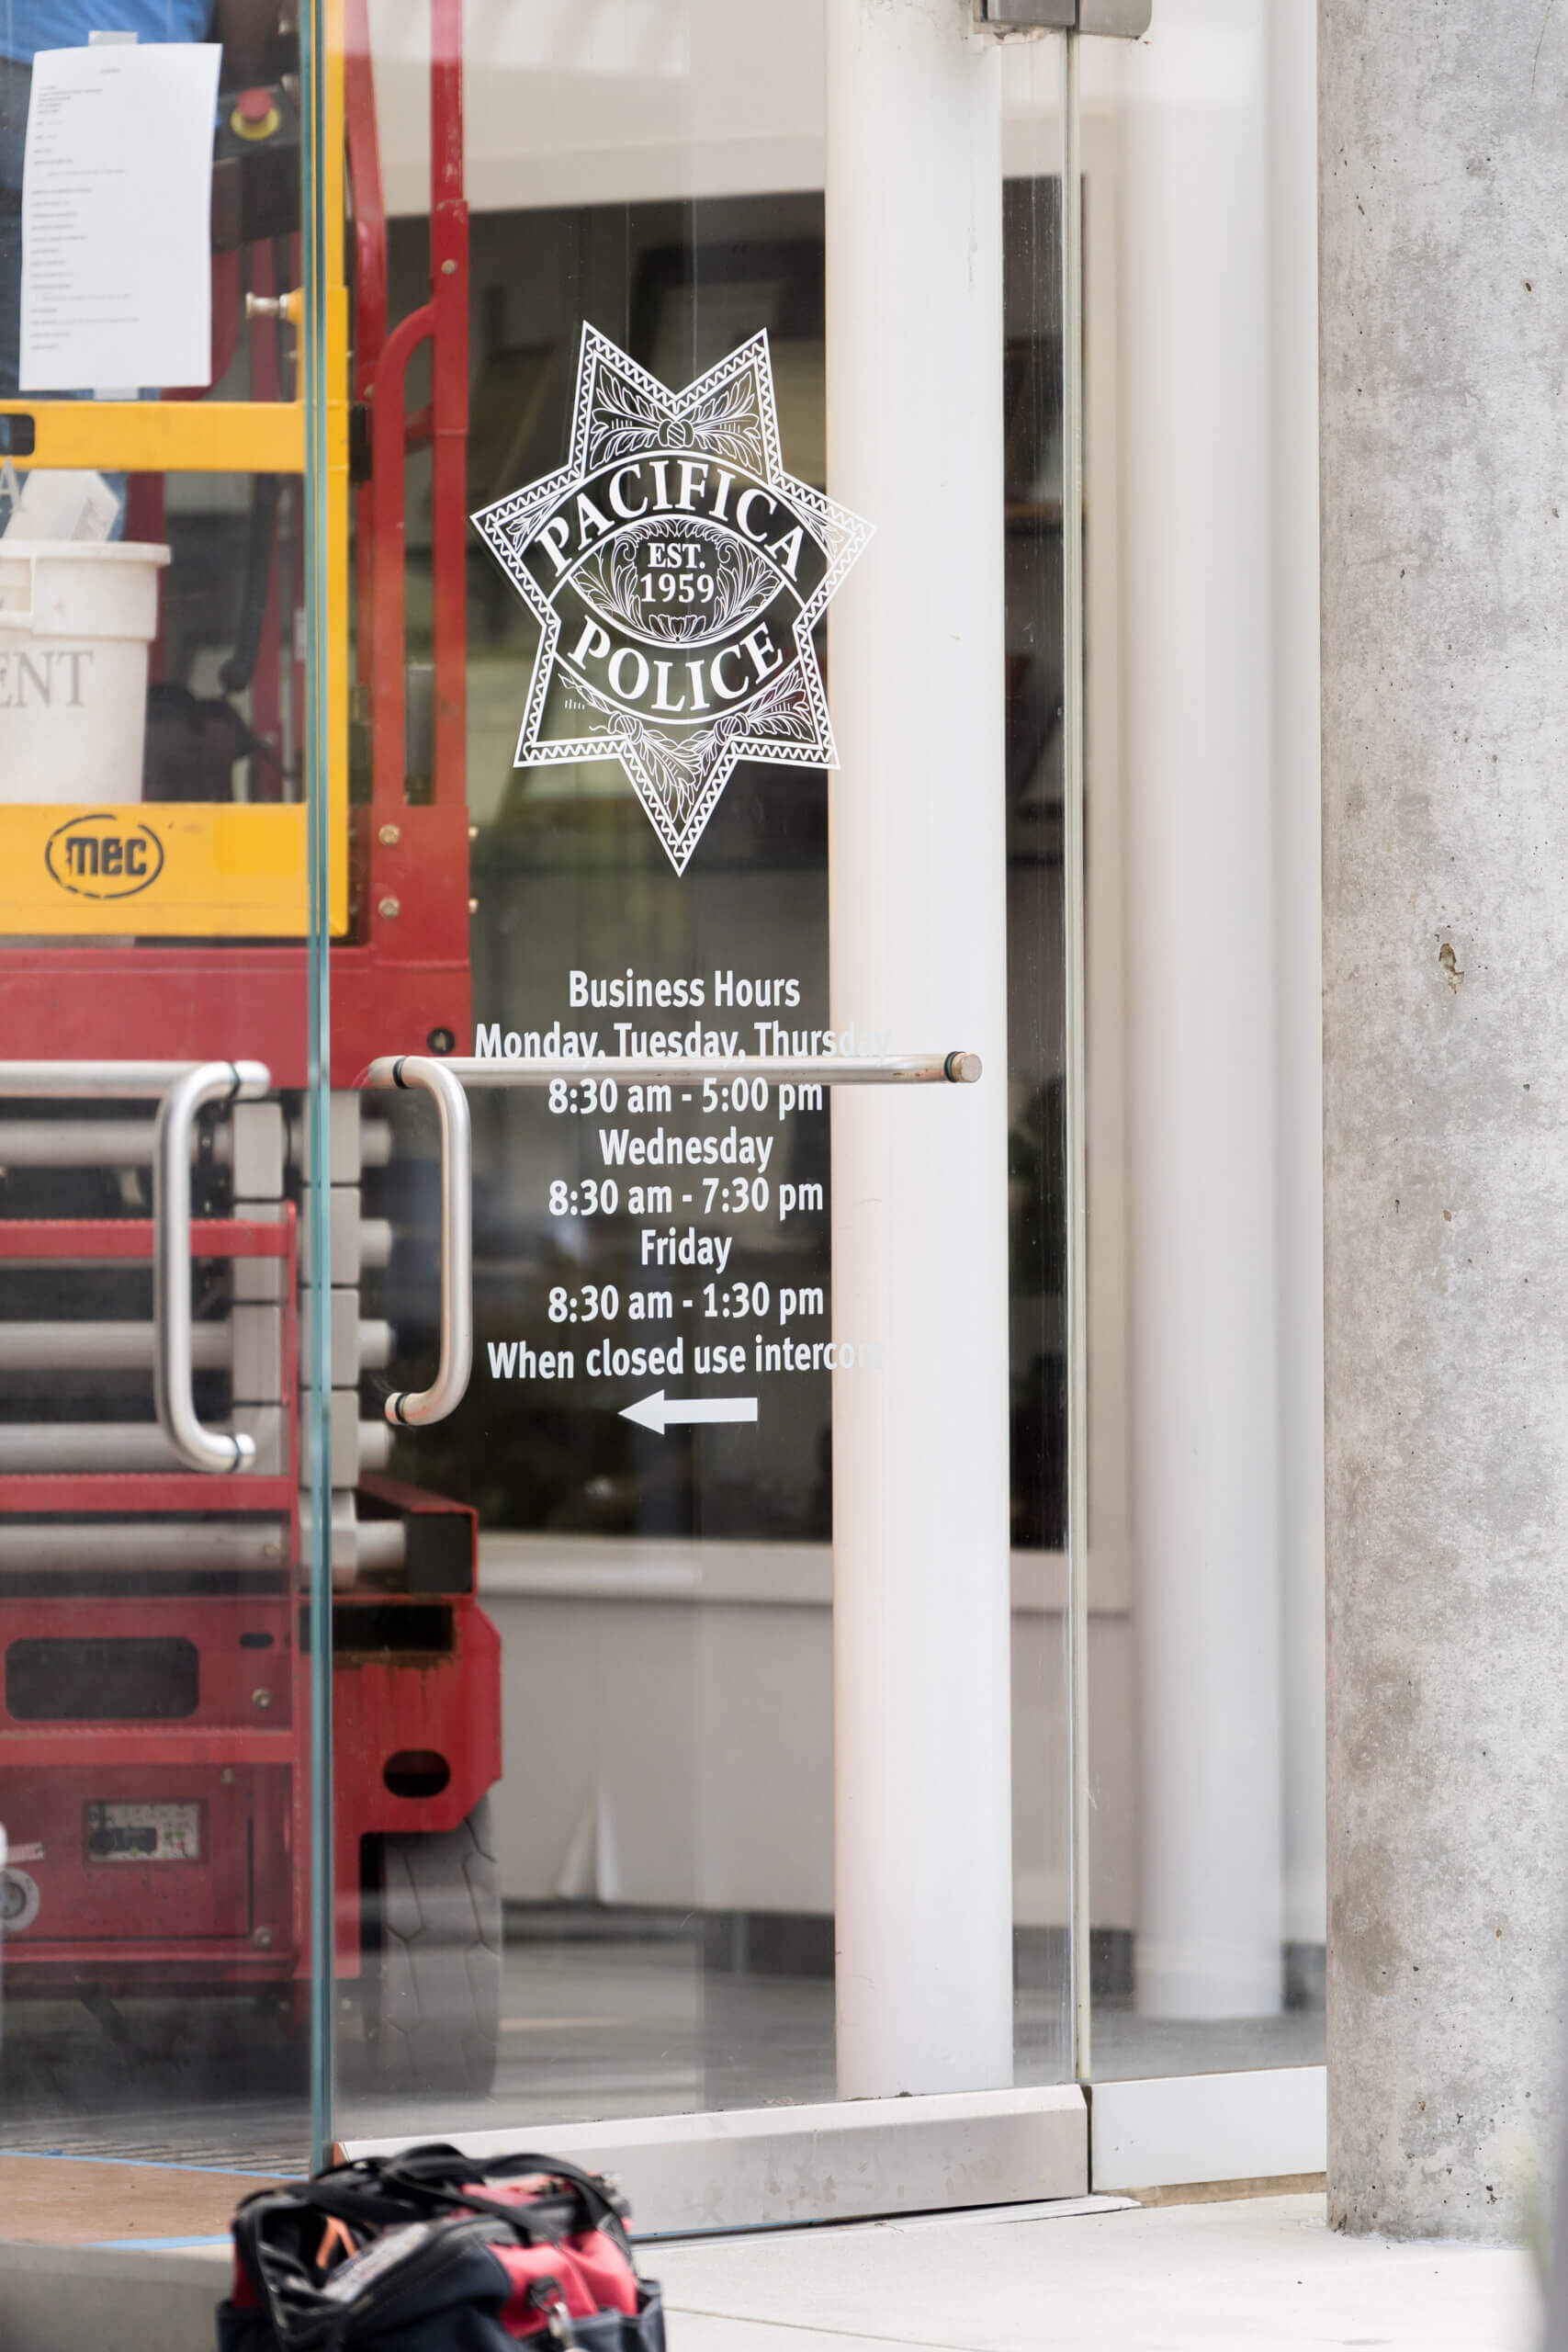 PACIFICA
EST.
1959
POLICE
A
ENT
mec
Business Hours
Monday, Tuesday, Thursday
8:30 am - 5:00 pm
Wednesday
8:30 am - 7:30 pm
Friday
8:30 am - 1:30 pm
When closed use intercom